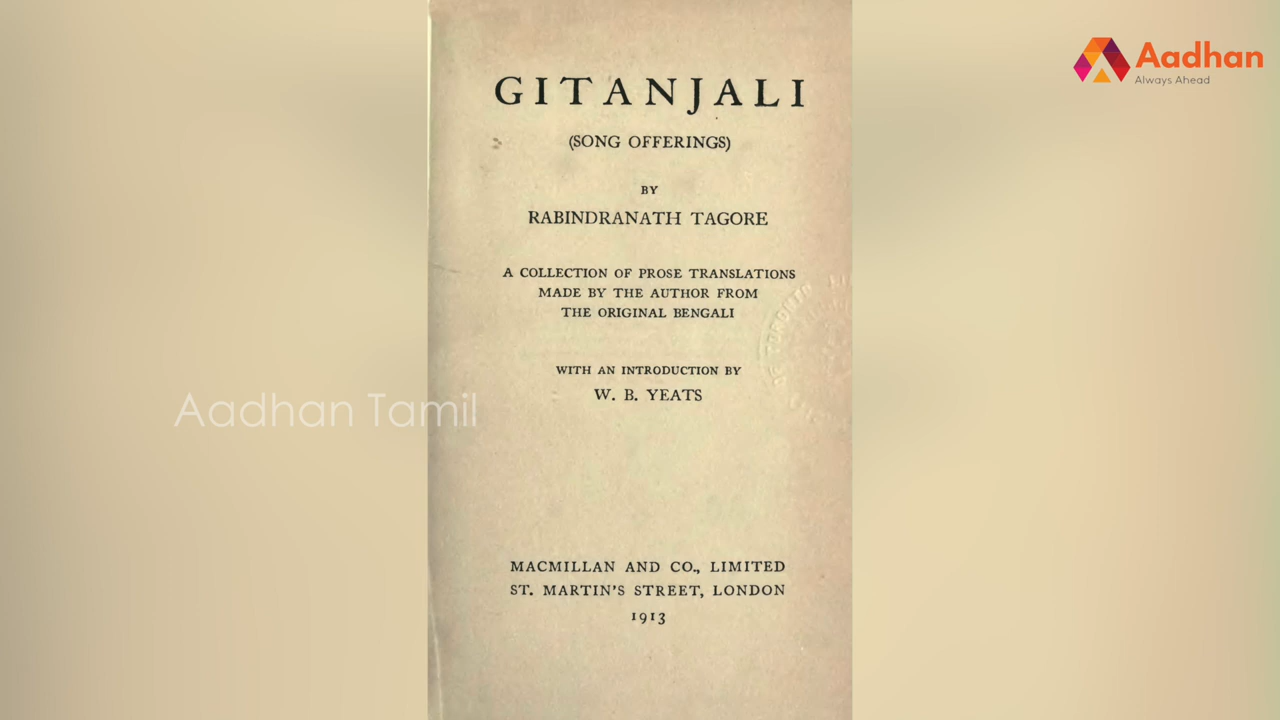 GITANJALI
(SONG OFFERINGS)
BY
RABINDRANATH TAGORE
A COLLECTION OF PROSE TRANSLATIONS
MADE BY THE AUTHOR FROM
THE ORIGINAL BENGALI
WITH AN INTRODUCTION BY
W. B. YEATS
MACMILLAN AND CO., LIMITED
ST. MARTIN'S STREET, LONDON
1913
Aadhan
Always Ahead
Aadhan Tamil